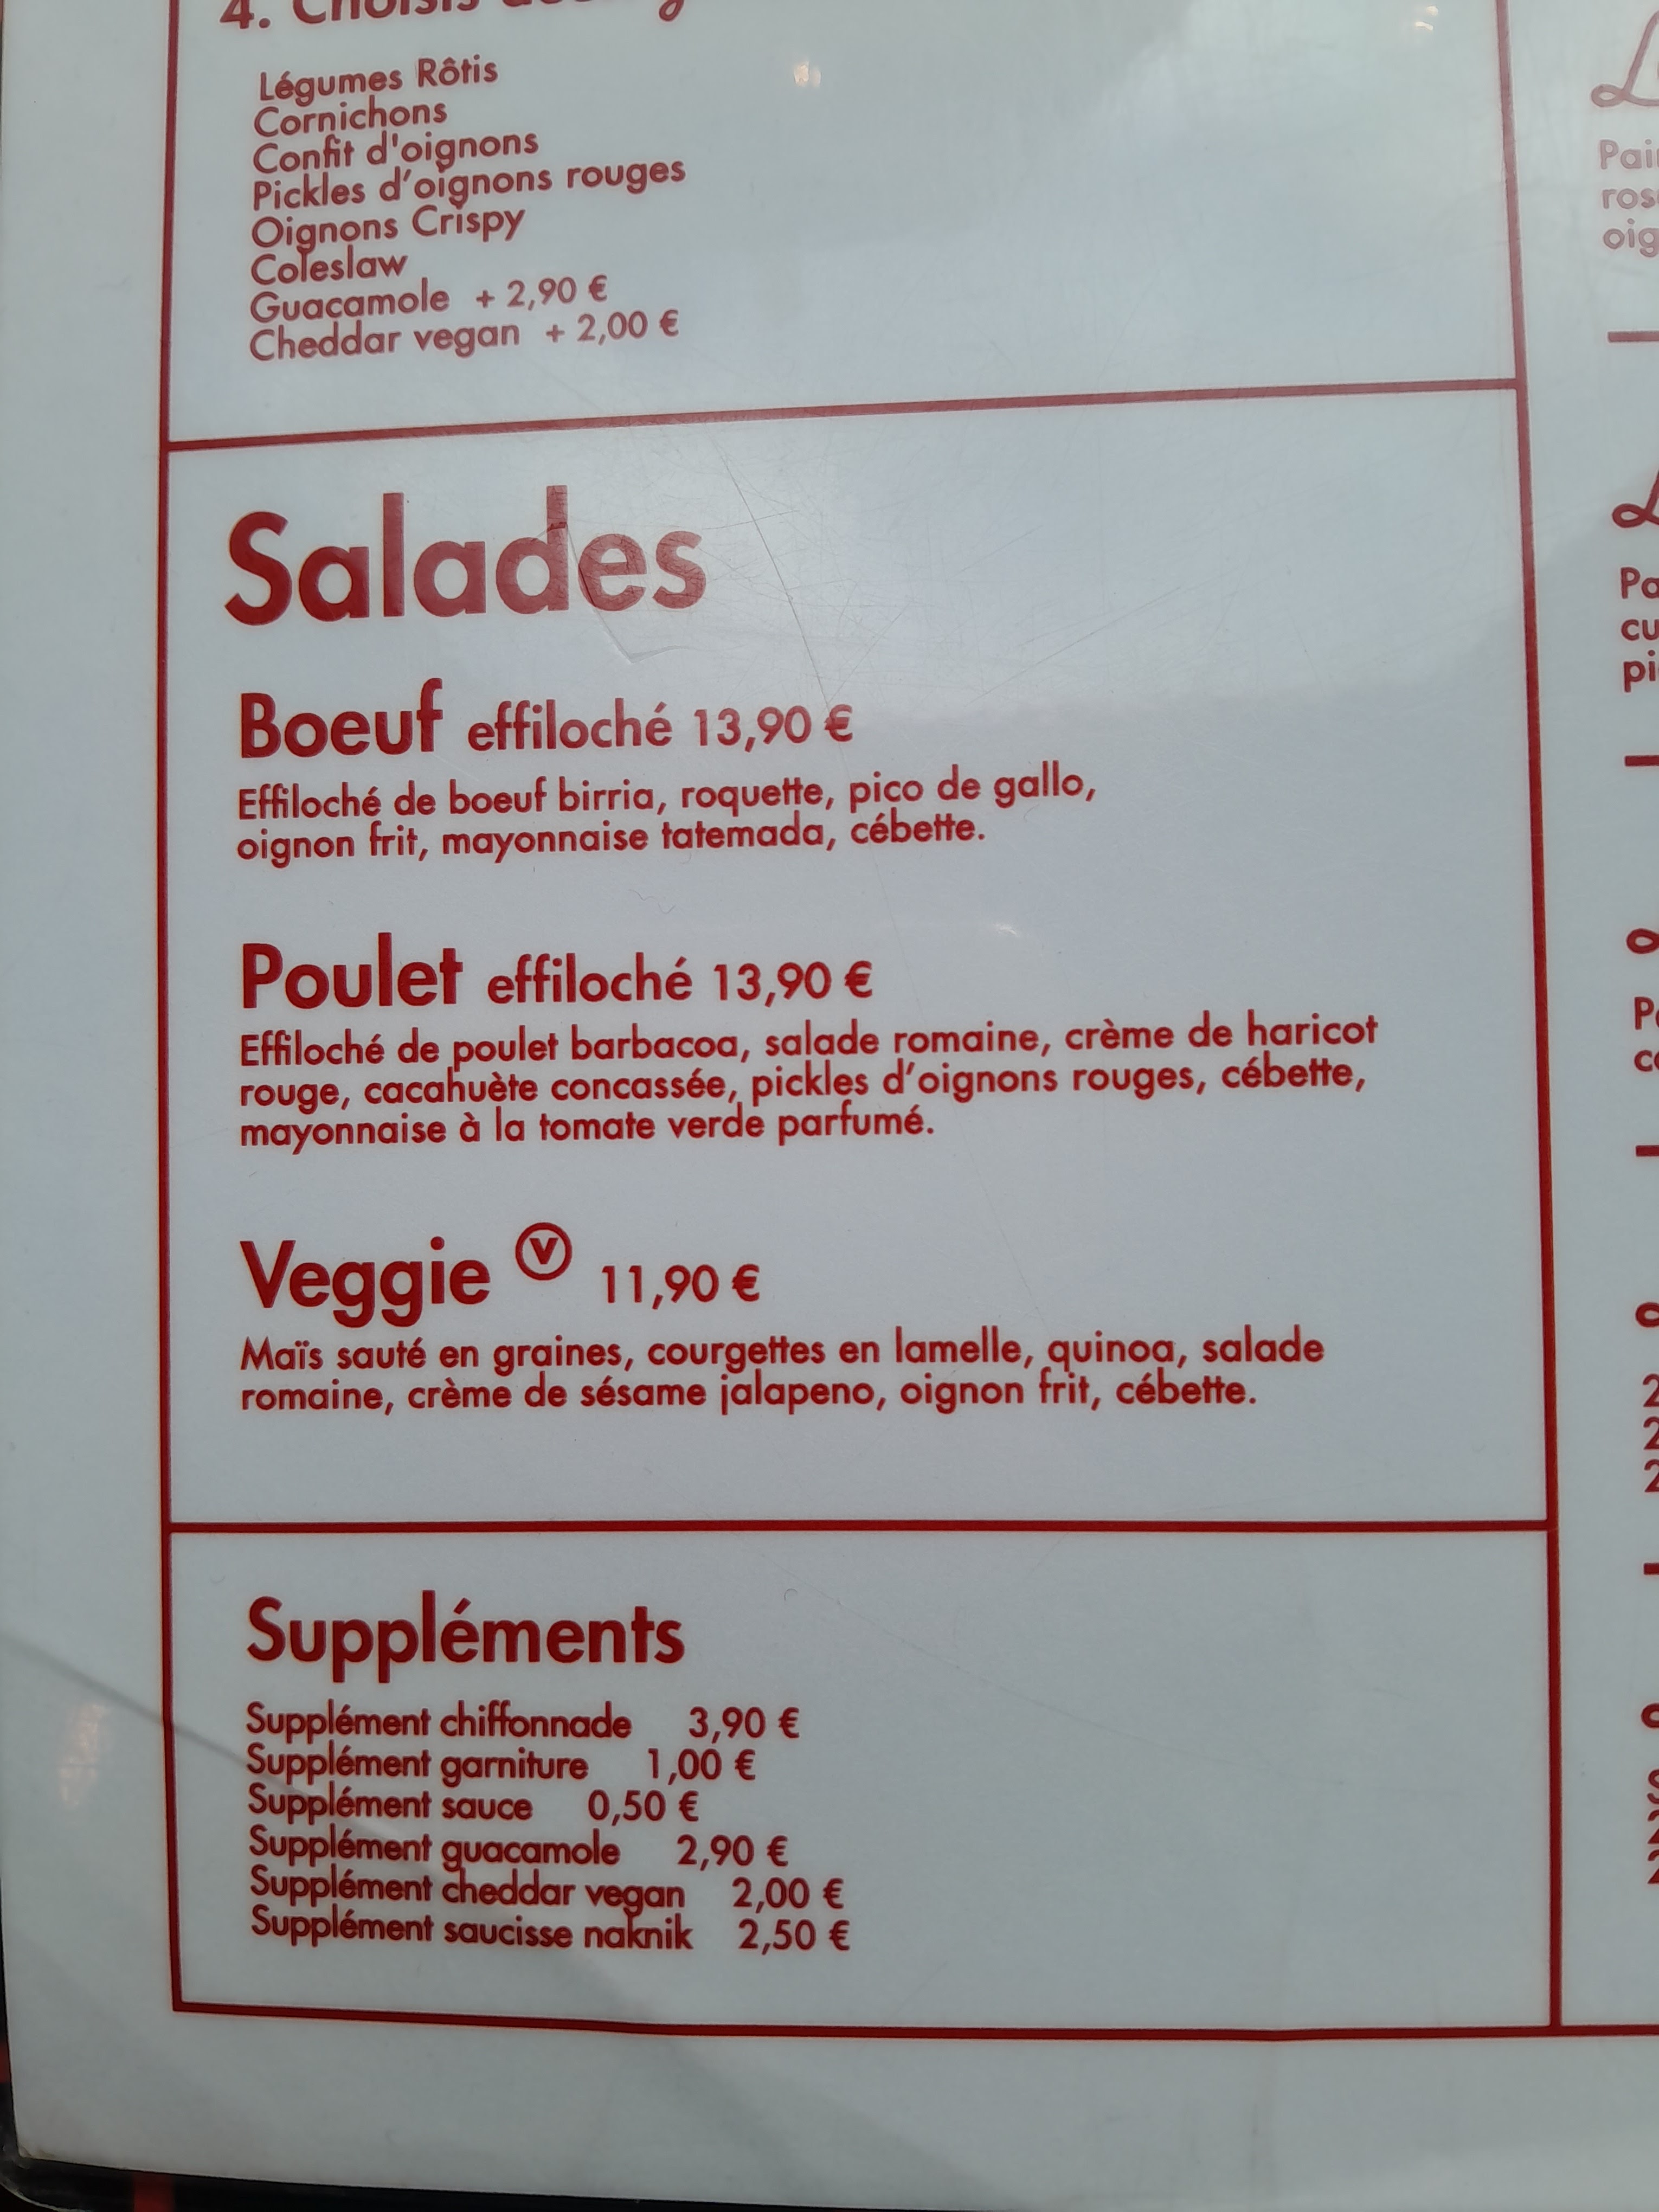 4. Choisis
Légumes Rôtis
Cornichons
Confit d'oignons
Pickles d'oignons rouges
Oignons Crispy
Coleslaw
Guacamole + 2,90 €
Cheddar vegan + 2,00 €
Salades
Boeuf effiloché 13,90 €
Effiloché de boeuf birria, roquette, pico de gallo,
oignon frit, mayonnaise tatemada, cébette.
Poulet effiloché 13,90 €
Effiloché de poulet barbacoa, salade romaine, crème de haricot
rouge, cacahuète concassée, pickles d'oignons rouges, cébette,
mayonnaise à la tomate verde parfumé.
Veggie V 11,90 €
Maïs sauté en graines, courgettes en lamelle, quinoa, salade
romaine, crème de sésame jalapeno, oignon frit, cébette.
Suppléments
Supplément chiffonnade 3,90 €
Supplément garniture 1,00 €
Supplément sauce 0,50 €
Supplément guacamole 2,90 €
Supplément cheddar vegan 2,00 €
Supplément saucisse naknik 2,50 €